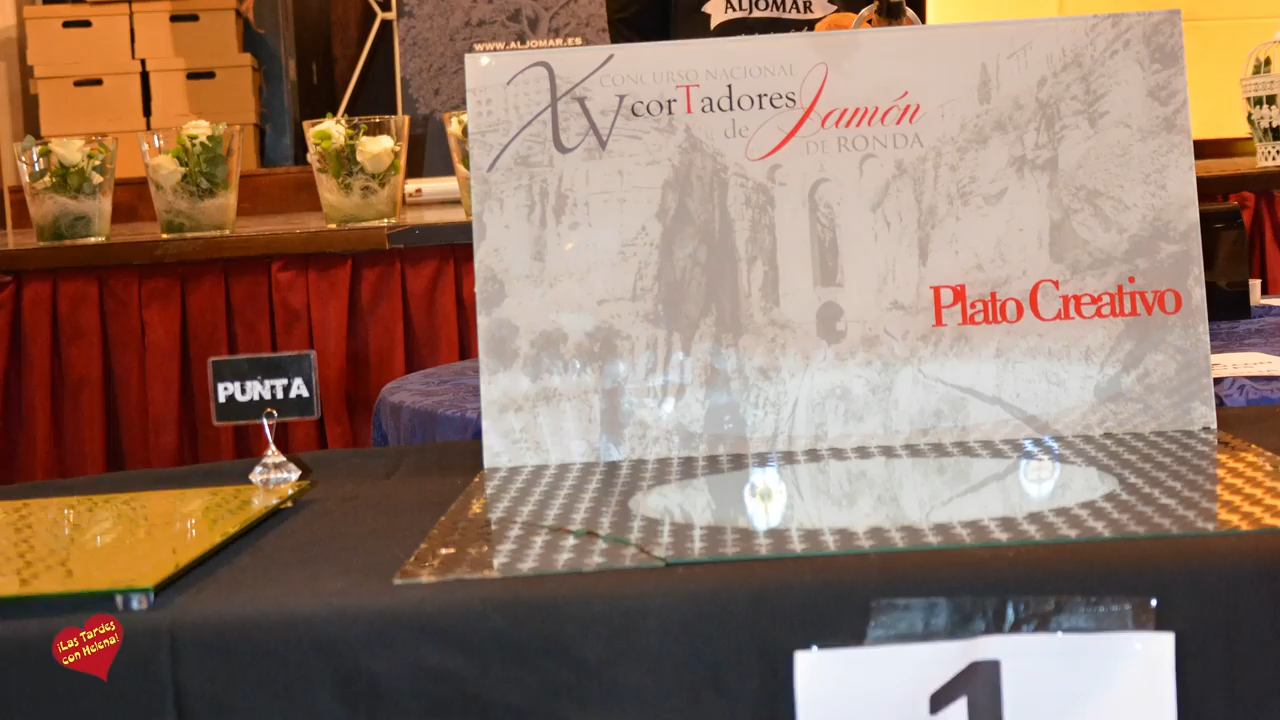 ALJOMAR
WWW.ALJOMAR.ES
XV
CONCURSO NACIONAL
corTadores
de Jamón
DE RONDA
Plato Creativo
PUNTA
¡Las Tardes
con Helena!
1